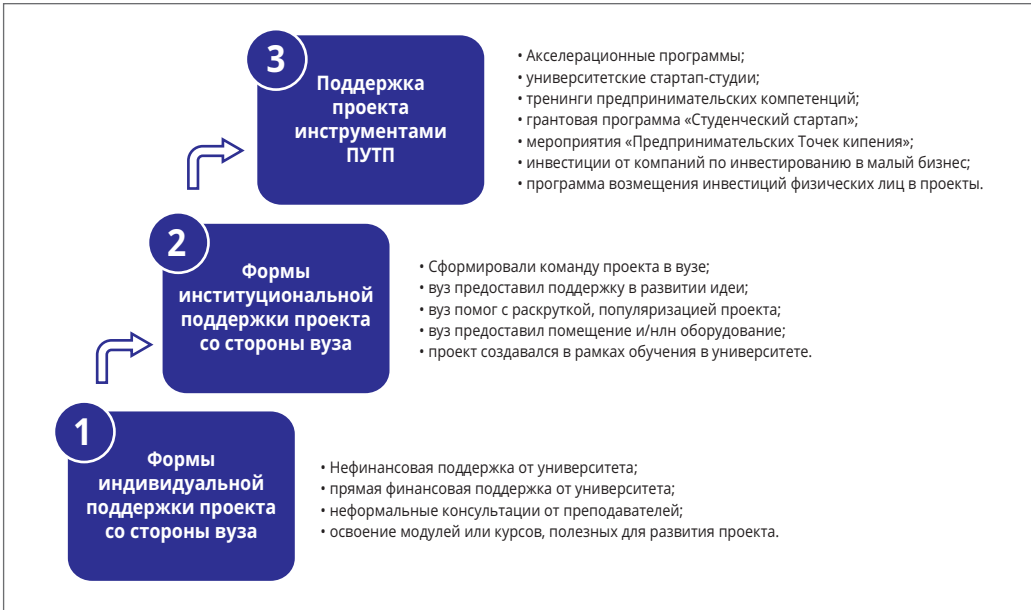 3
Поддержка
проекта
инструментами
ПУТП
• Акселерационные программы;
• университетские стартап-студии;
• тренинги предпринимательских компетенций;
• грантовая программа «Студенческий стартап»;
• мероприятия «Предпринимательских Точек кипения»;
• инвестиции от компаний по инвестированию в малый бизнес;
• программа возмещения инвестиций физических лиц в проекты.
2
Формы
институциональной
поддержки проекта
со стороны вуза
• Сформировали команду проекта в вузе;
• вуз предоставил поддержку в развитии идеи;
• вуз помог с раскруткой, популяризацией проекта;
• вуз предоставил помещение и/нлн оборудование;
• проект создавался в рамках обучения в университете.
1
Формы
индивидуальной
поддержки проекта
со стороны вуза
• Нефинансовая поддержка от университета;
• прямая финансовая поддержка от университета;
• неформальные консультации от преподавателей;
• освоение модулей или курсов, полезных для развития проекта.